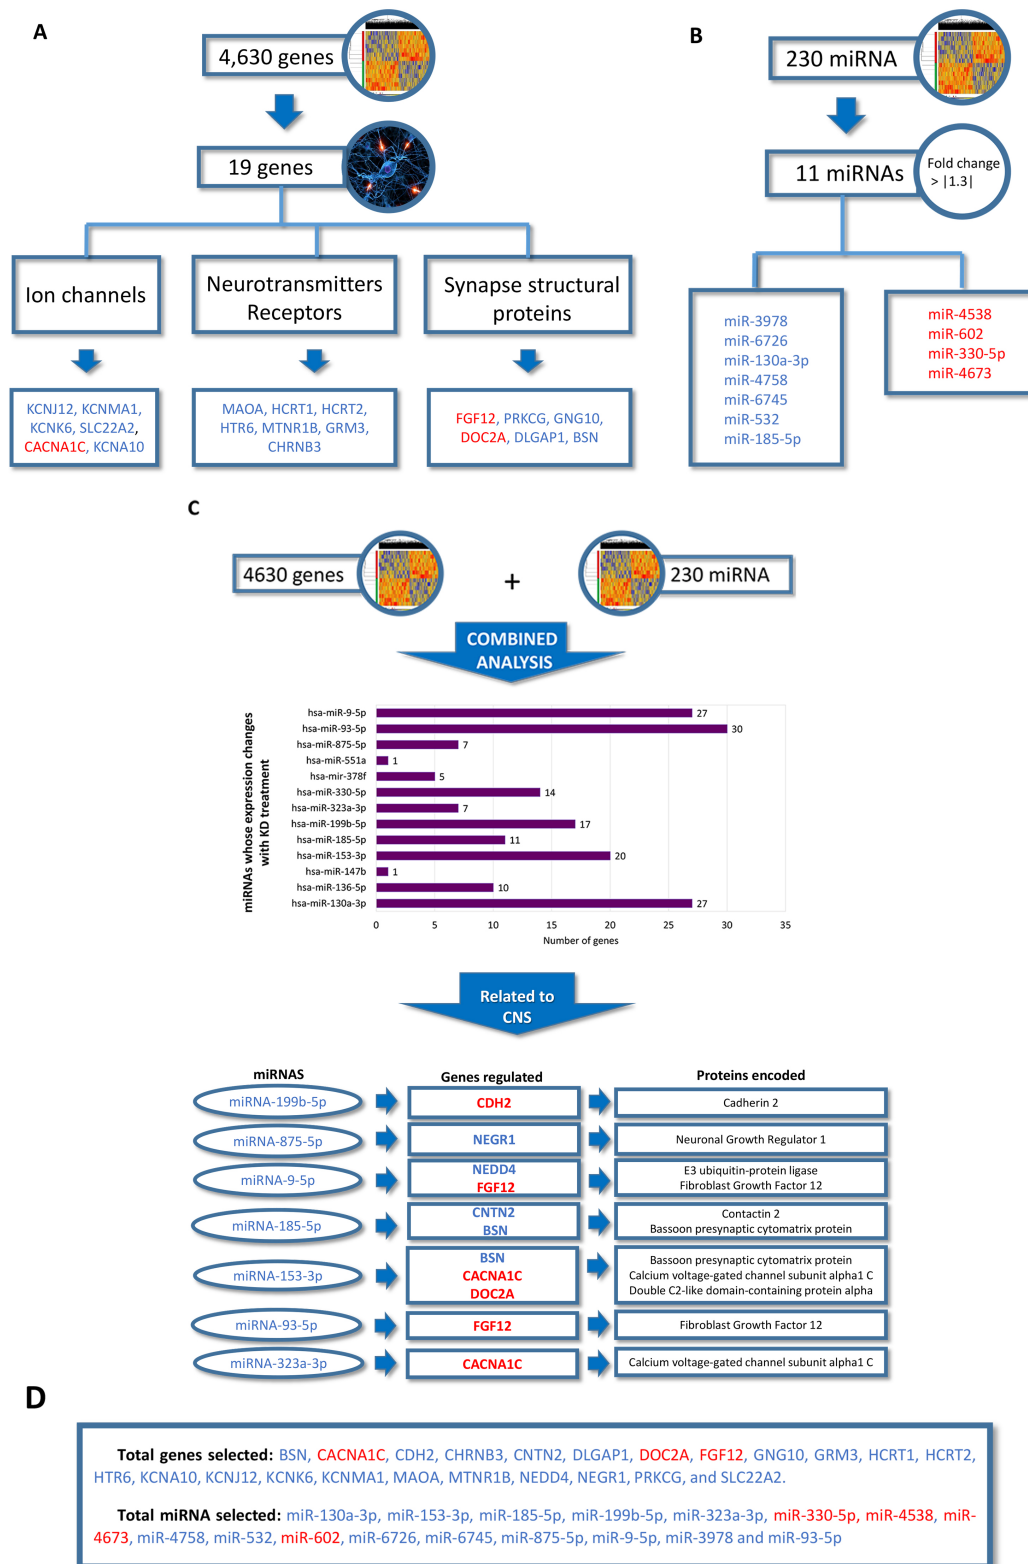 A
4,630 genes
19 genes
Ion channels
Neurotransmitters
Receptors
Synapse structural
proteins
KCNJ12, KCNMA1,
KCNK6, SLC22A2,
CACNA1C, KCNA10
MAOA, HCRT1, HCRT2,
HTR6, MTNR1B, GRM3,
CHRNB3
FGF12, PRKCG, GNG10,
DOC2A, DLGAP1, BSN
B
230 miRNA
11 miRNAs
Fold change
> |1.3|
miR-3978
miR-6726
miR-130a-3p
miR-4758
miR-6745
miR-532
miR-185-5p
miR-4538
miR-602
miR-330-5p
miR-4673
C
4630 genes
+
230 miRNA
COMBINED
ANALYSIS
miRNAs whose expression changes
with KD treatment
hsa-miR-9-5p 27
hsa-miR-93-5p 30
hsa-miR-875-5p 7
hsa-miR-551a 1
hsa-mir-378f 5
hsa-miR-330-5p 14
hsa-miR-323a-3p 7
hsa-miR-199b-5p 17
hsa-miR-185-5p 11
hsa-miR-153-3p 20
hsa-miR-147b 1
hsa-miR-136-5p 10
hsa-miR-130a-3p 27
0 5 10 15 20 25 30 35
Number of genes
Related to
CNS
miRNAS Genes regulated Proteins encoded
miRNA-199b-5p CDH2 Cadherin 2
miRNA-875-5p NEGR1 Neuronal Growth Regulator 1
miRNA-9-5p
NEDD4
FGF12
E3 ubiquitin-protein ligase
Fibroblast Growth Factor 12
miRNA-185-5p
CNTN2
BSN
Contactin 2
Bassoon presynaptic cytomatrix protein
miRNA-153-3p
BSN
CACNA1C
DOC2A
Bassoon presynaptic cytomatrix protein
Calcium voltage-gated channel subunit alpha1 C
Double C2-like domain-containing protein alpha
miRNA-93-5p FGF12 Fibroblast Growth Factor 12
miRNA-323a-3p CACNA1C Calcium voltage-gated channel subunit alpha1 C
D
Total genes selected: BSN, CACNA1C, CDH2, CHRNB3, CNTN2, DLGAP1, DOC2A, FGF12, GNG10, GRM3, HCRT1, HCRT2,
HTR6, KCNA10, KCNJ12, KCNK6, KCNMA1, MAOA, MTNR1B, NEDD4, NEGR1, PRKCG, and SLC22A2.
Total miRNA selected: miR-130a-3p, miR-153-3p, miR-185-5p, miR-199b-5p, miR-323a-3p, miR-330-5p, miR-4538, miR-
4673, miR-4758, miR-532, miR-602, miR-6726, miR-6745, miR-875-5p, miR-9-5p, miR-3978 and miR-93-5p